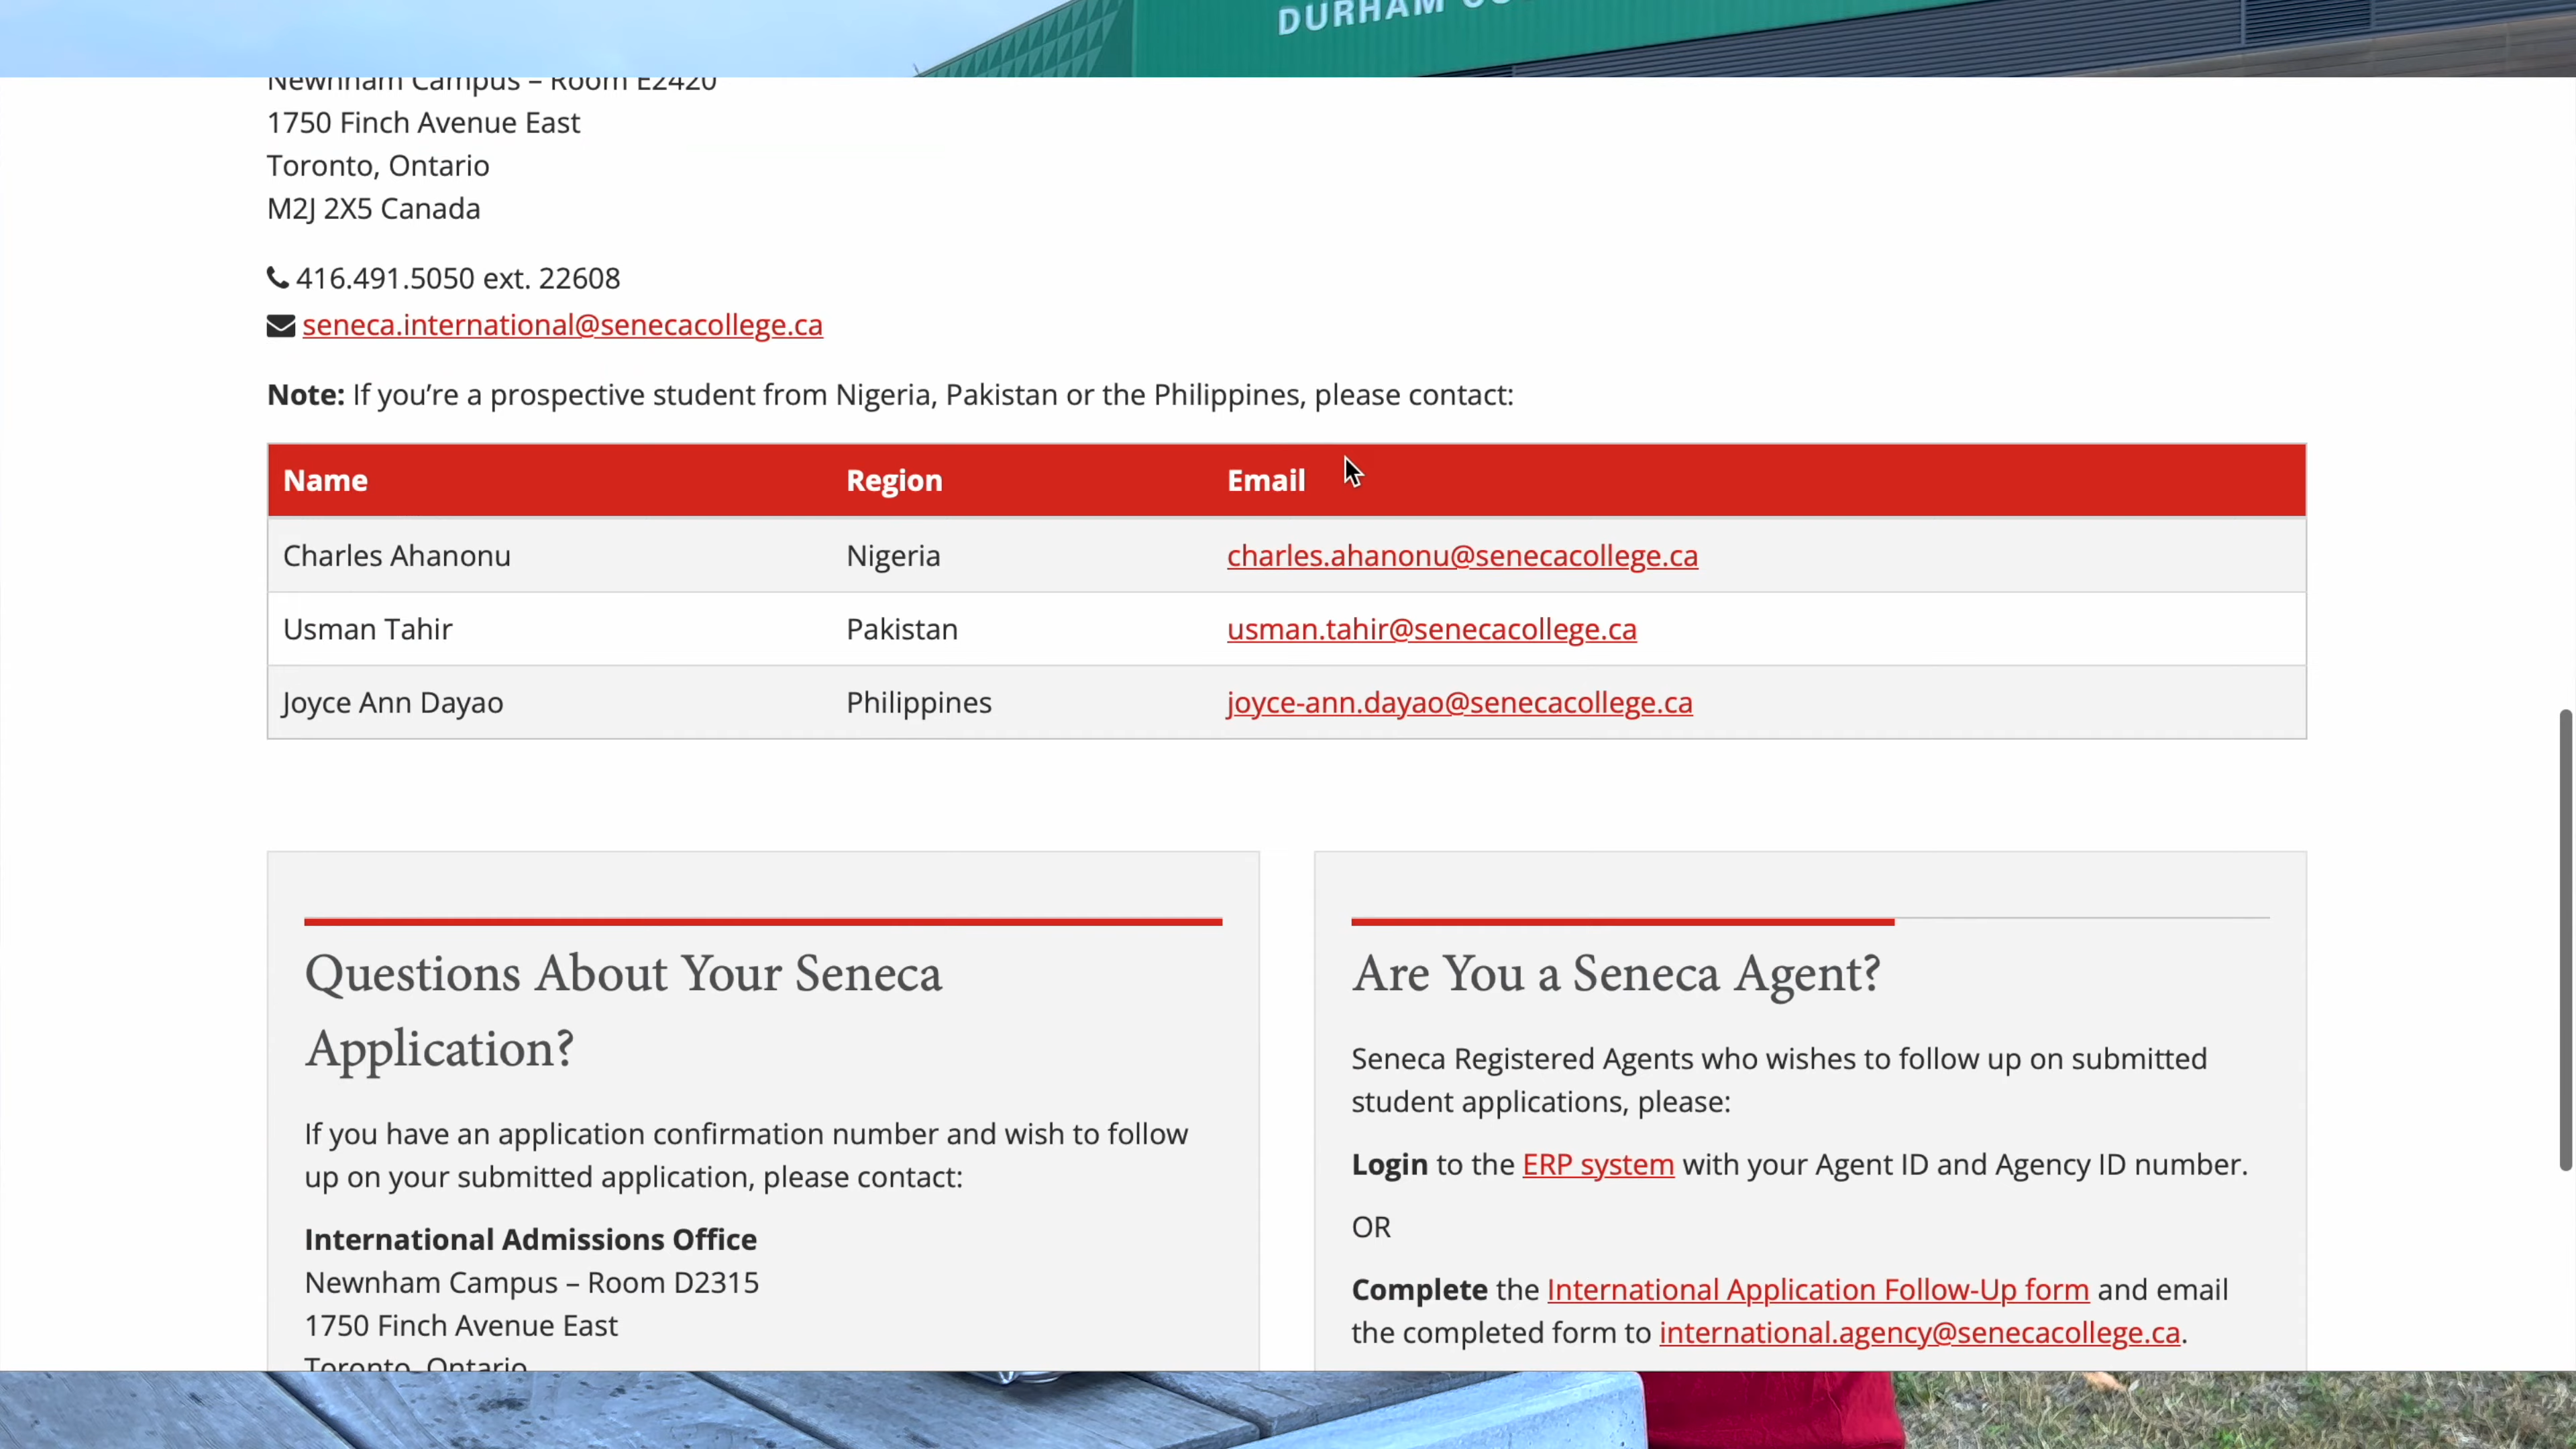 DURHAM
Newnham Campus – Room E2420
1750 Finch Avenue East
Toronto, Ontario
M2J 2X5 Canada
416.491.5050 ext. 22608
seneca.international@senecacollege.ca
Note: If you’re a prospective student from Nigeria, Pakistan or the Philippines, please contact:
Name Region Email
Charles Ahanonu Nigeria charles.ahanonu@senecacollege.ca
Usman Tahir Pakistan usman.tahir@senecacollege.ca
Joyce Ann Dayao Philippines joyce-ann.dayao@senecacollege.ca
Questions About Your Seneca
Application?
If you have an application confirmation number and wish to follow
up on your submitted application, please contact:
International Admissions Office
Newnham Campus – Room D2315
1750 Finch Avenue East
Toronto, Ontario
Are You a Seneca Agent?
Seneca Registered Agents who wishes to follow up on submitted
student applications, please:
Login to the ERP system with your Agent ID and Agency ID number.
OR
Complete the International Application Follow-Up form and email
the completed form to international.agency@senecacollege.ca.